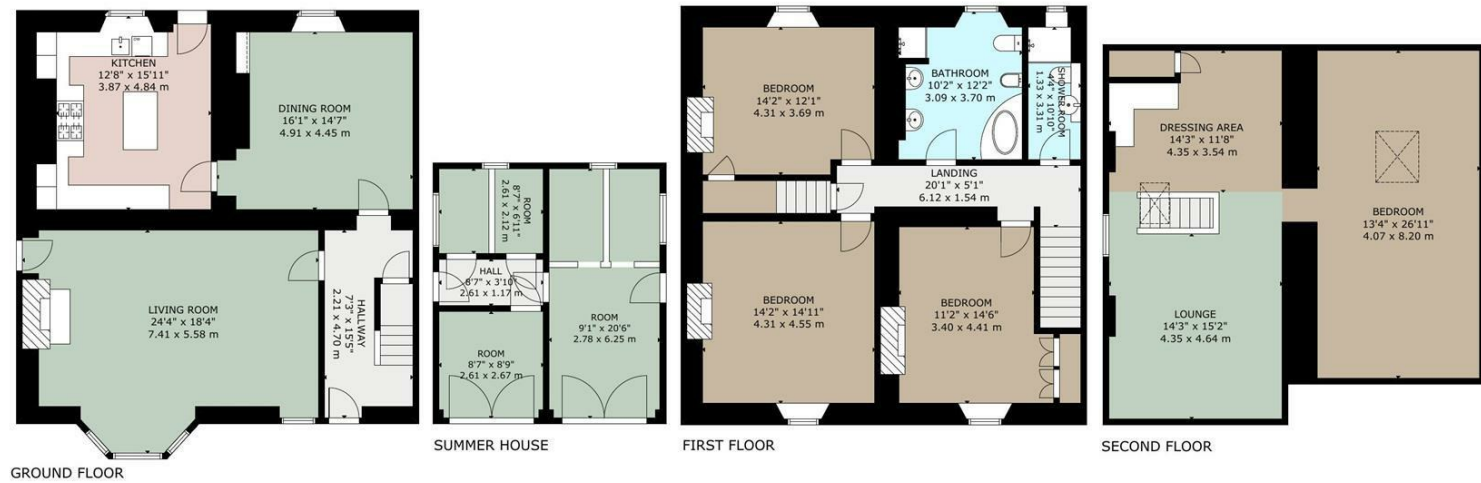 KITCHEN
12'8" x 15'11"
3.87 x 4.84 m
DINING ROOM
16'1" x 14'7"
4.91 x 4.45 m
LIVING ROOM
24'4" x 18'4"
7.41 x 5.58 m
HALLWAY
7'3" x 15'5"
2.21 x 4.70 m
GROUND FLOOR
ROOM
8'7" x 6'11"
2.61 x 2.12 m
HALL
8'7" x 3'10"
2.61 x 1.17 m
ROOM
8'7" x 8'9"
2.61 x 2.67 m
ROOM
9'1" x 20'6"
2.78 x 6.25 m
SUMMER HOUSE
BEDROOM
14'2" x 12'1"
4.31 x 3.69 m
BATHROOM
10'2" x 12'2"
3.09 x 3.70 m
SHOWER ROOM
4'4" x 10'10"
1.33 x 3.31 m
LANDING
20'1" x 5'1"
6.12 x 1.54 m
BEDROOM
14'2" x 14'11"
4.31 x 4.55 m
BEDROOM
11'2" x 14'6"
3.40 x 4.41 m
FIRST FLOOR
DRESSING AREA
14'3" x 11'8"
4.35 x 3.54 m
BEDROOM
13'4" x 26'11"
4.07 x 8.20 m
LOUNGE
14'3" x 15'2"
4.35 x 4.64 m
SECOND FLOOR